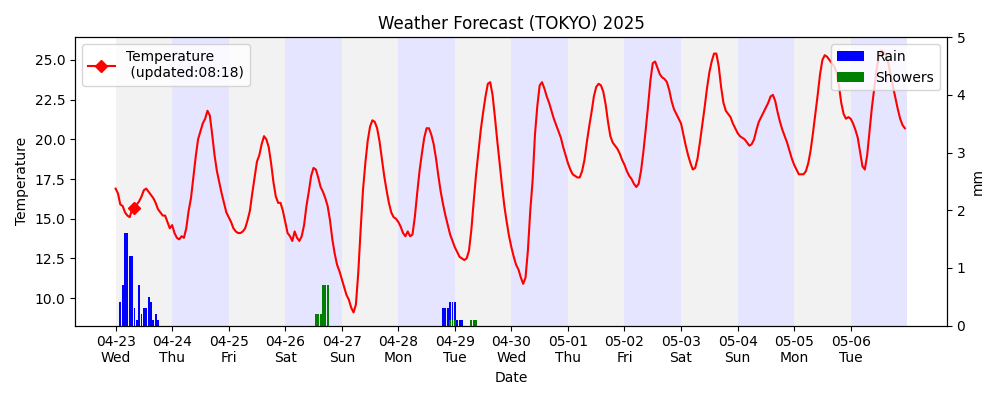 Weather Forecast (TOKYO) 2025
Temperature
(updated:08:18)
Rain
Showers
Temperature
25.0
22.5
20.0
17.5
15.0
12.5
10.0
5
4
3
2
1
0
mm
04-23 04-24 04-25 04-26 04-27 04-28 04-29 04-30 05-01 05-02 05-03 05-04 05-05 05-06
Wed Thu Fri Sat Sun Mon Tue Wed Thu Fri Sat Sun Mon Tue
Date